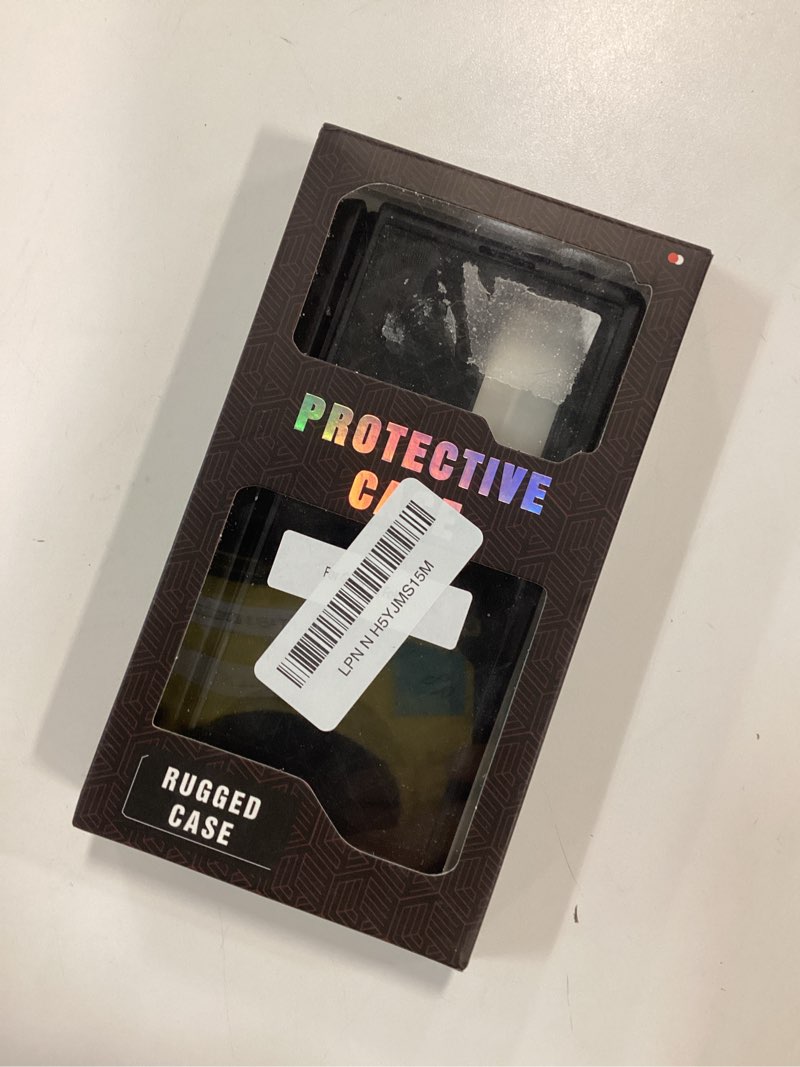 PROTECTIVE
LPN N H5YJMS15M
RUGGED
CASE